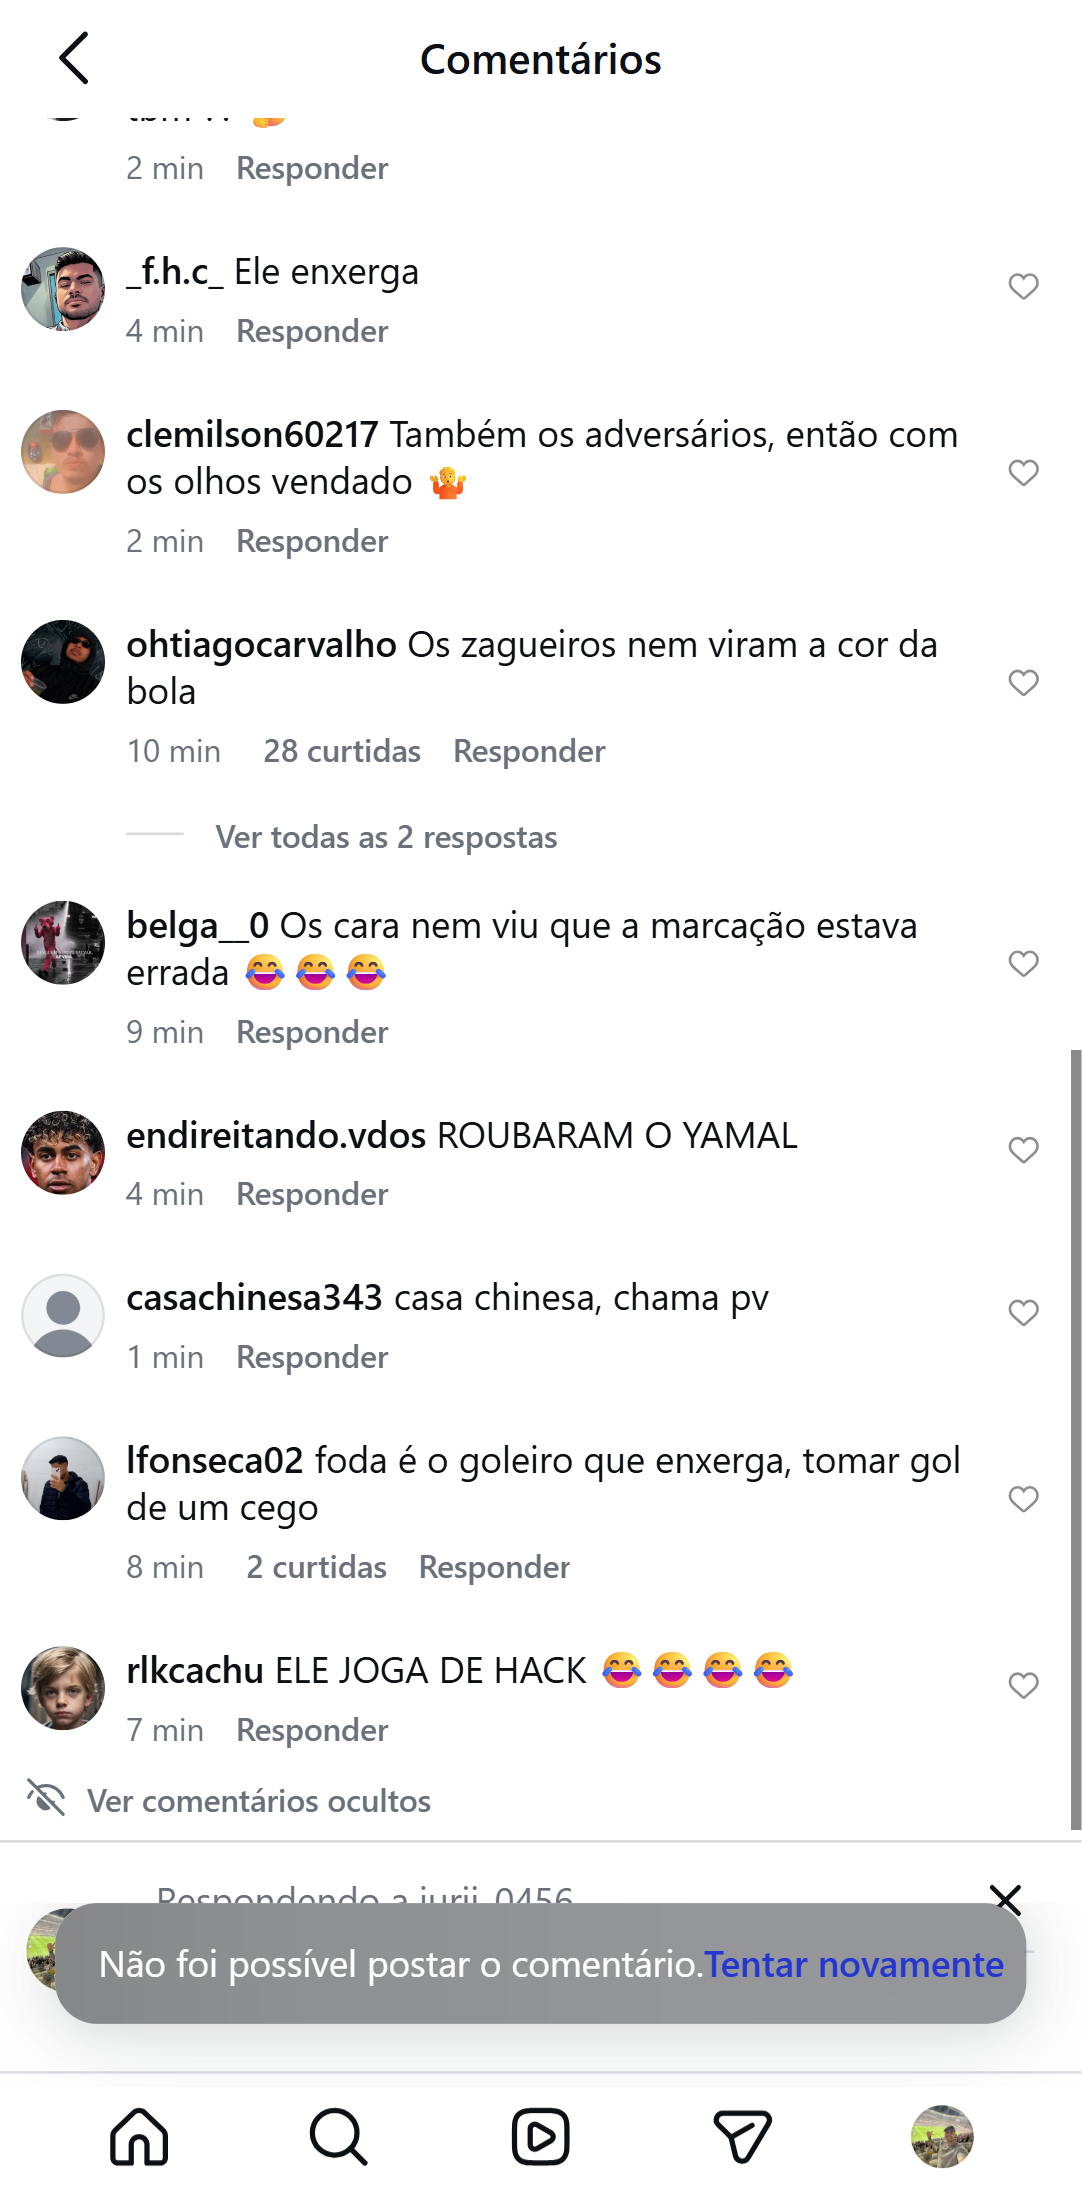 Comentários
2 min Responder
_f.h.c_ Ele enxerga
4 min Responder
clemilson60217 Também os adversários, então com
os olhos vendado 🤷
2 min Responder
ohtiagocarvalho Os zagueiros nem viram a cor da
bola
10 min 28 curtidas Responder
Ver todas as 2 respostas
belga__0 Os cara nem viu que a marcação estava
errada 😂😂😂
9 min Responder
endireitando.vdos ROUBARAM O YAMAL
4 min Responder
casachinesa343 casa chinesa, chama pv
1 min Responder
lfonseca02 foda é o goleiro que enxerga, tomar gol
de um cego
8 min 2 curtidas Responder
rlkcachu ELE JOGA DE HACK 😂😂😂😂
7 min Responder
Ver comentários ocultos
Respondendo a
Não foi possível postar o comentário.Tentar novamente